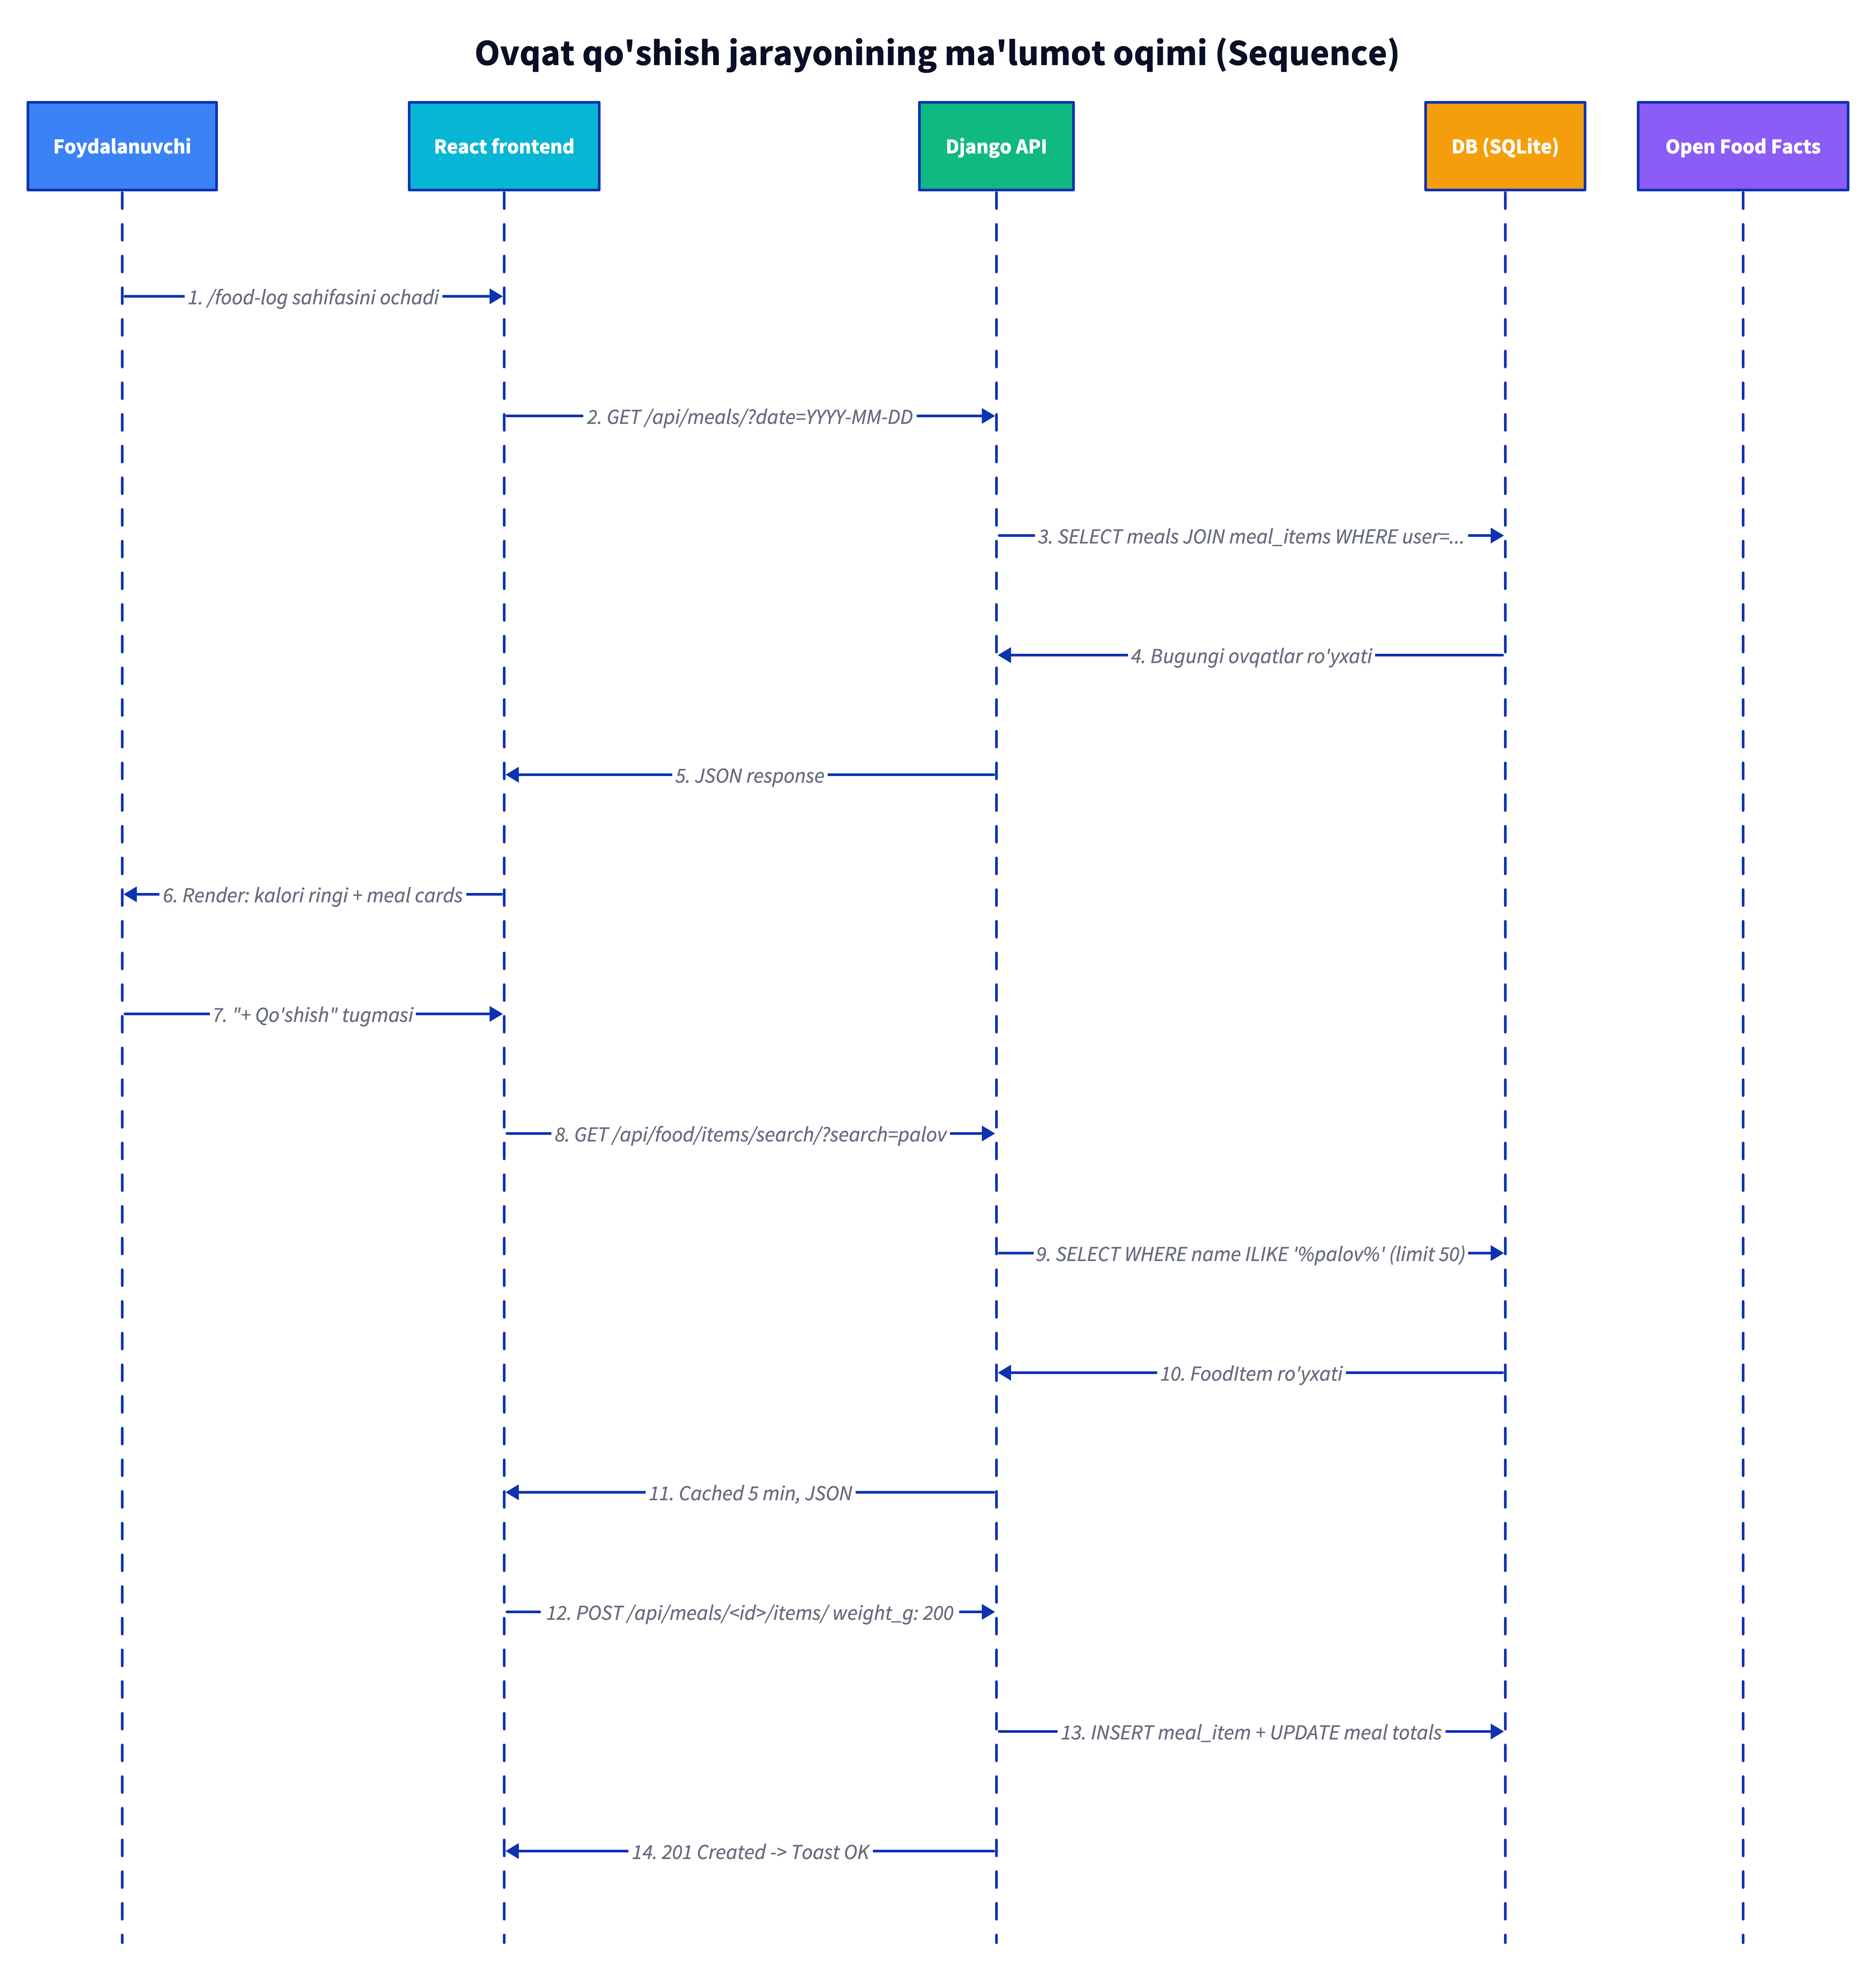 Ovqat qo'shish jarayonining ma'lumot oqimi (Sequence)
Foydalanuvchi
React frontend
Django API
DB (SQLite)
Open Food Facts
1. /food-log sahifasini ochadi
2. GET /api/meals/?date=YYYY-MM-DD
3. SELECT meals JOIN meal_items WHERE user=...
4. Bugungi ovqatlar ro'yxati
5. JSON response
6. Render: kalori ringi + meal cards
7. "+ Qo'shish" tugmasi
8. GET /api/food/items/search/?search=palov
9. SELECT WHERE name ILIKE '%palov%' (limit 50)
10. FoodItem ro'yxati
11. Cached 5 min, JSON
12. POST /api/meals/<id>/items/ weight_g: 200
13. INSERT meal_item + UPDATE meal totals
14. 201 Created -> Toast OK